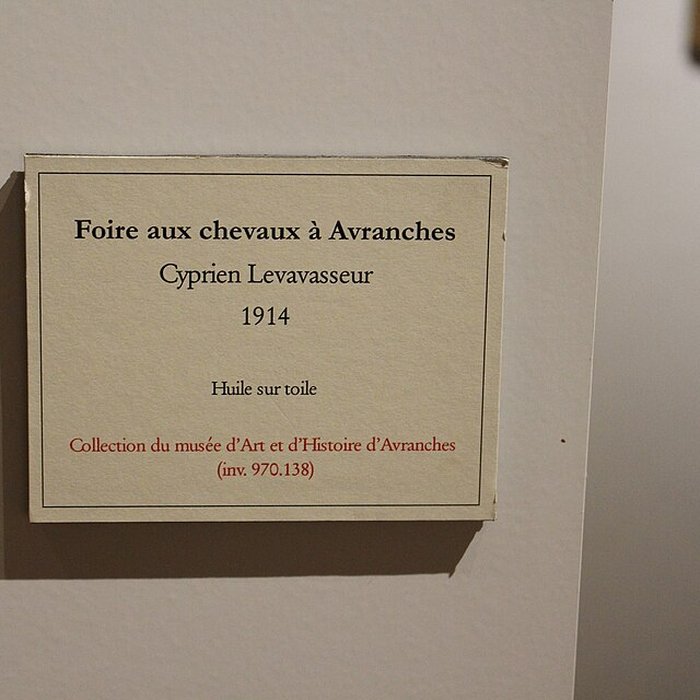 Foire aux chevaux à Avranches
Cyprien Levavasseur
1914
Huile sur toile
Collection du musée d'Art et d'Histoire d'Avranches
(inv. 970.138)